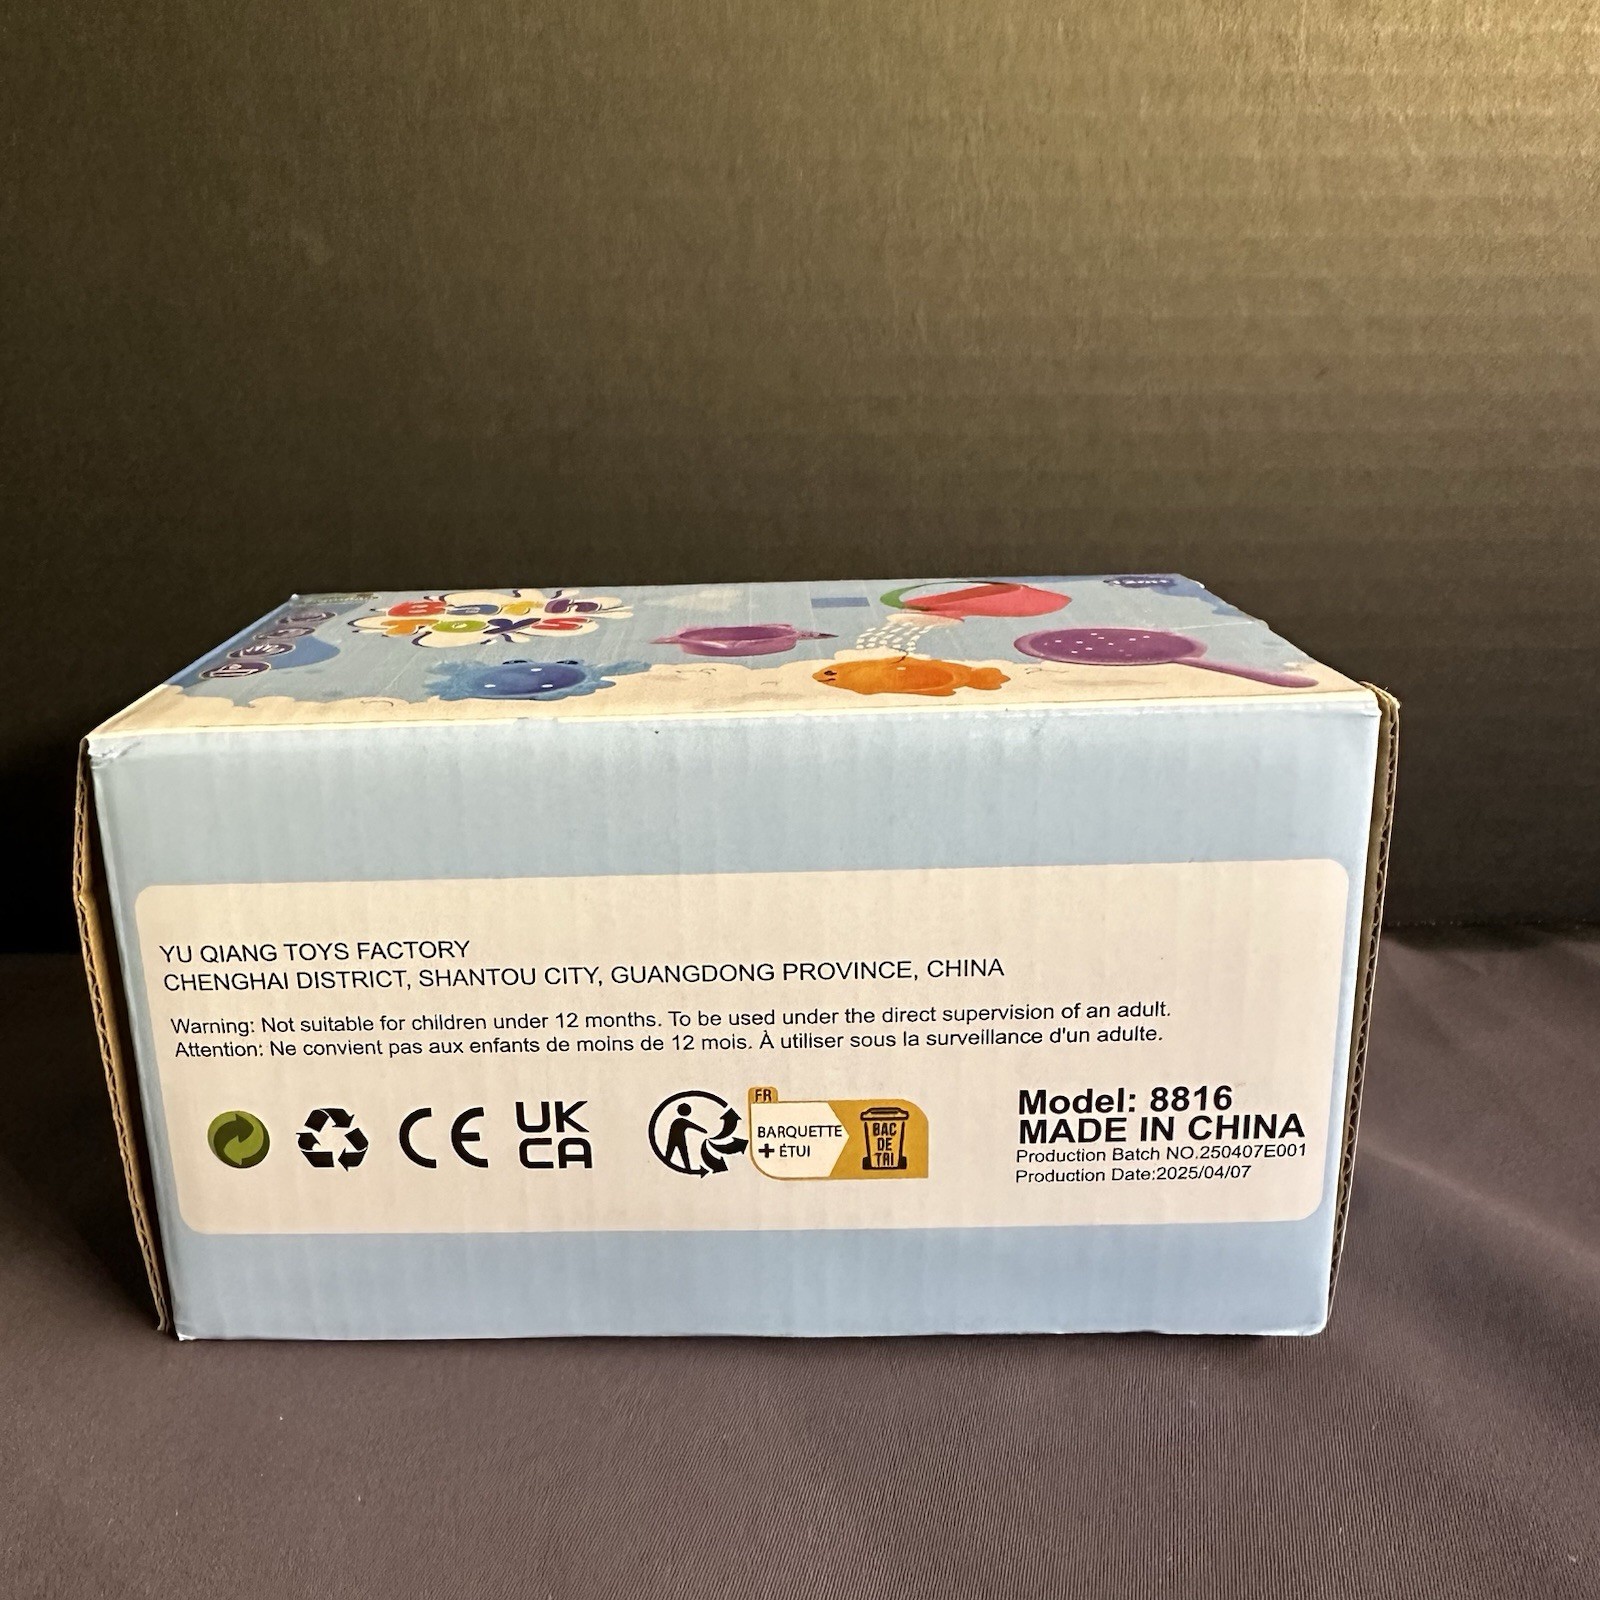 BATH
TOYS
12m+
YU QIANG TOYS FACTORY
CHENGHAI DISTRICT, SHANTOU CITY, GUANGDONG PROVINCE, CHINA
Warning: Not suitable for children under 12 months. To be used under the direct supervision of an adult.
Attention: Ne convient pas aux enfants de moins de 12 mois. À utiliser sous la surveillance d'un adulte.
CE
UK
CA
FR
BARQUETTE
+ ÉTUI
BAC
DE
TRI
Model: 8816
MADE IN CHINA
Production Batch NO.250407E001
Production Date:2025/04/07